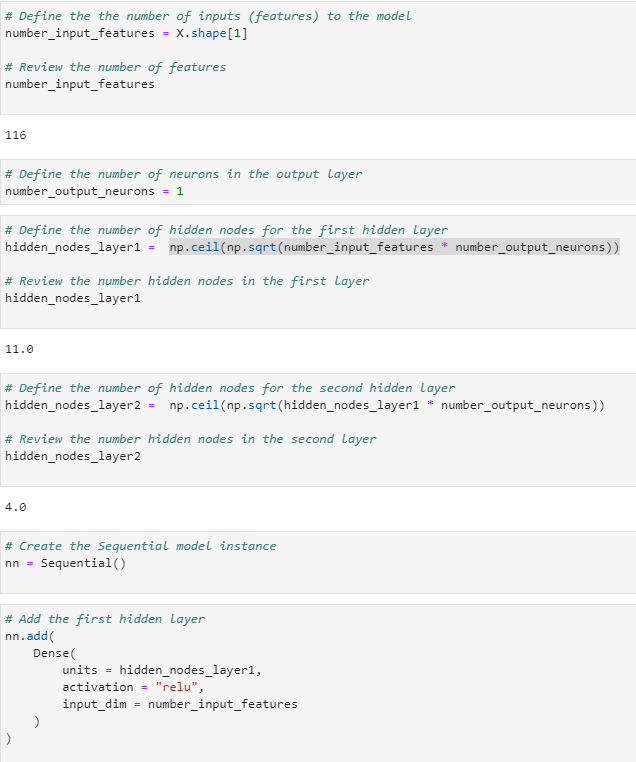 # Define the the number of inputs (features) to the model
number_input_features = X.shape[1]
# Review the number of features
number_input_features
116
# Define the number of neurons in the output layer
number_output_neurons = 1
# Define the number of hidden nodes for the first hidden layer
hidden_nodes_layer1 =  np.ceil(np.sqrt(number_input_features * number_output_neurons))
# Review the number hidden nodes in the first layer
hidden_nodes_layer1
11.0
# Define the number of hidden nodes for the second hidden layer
hidden_nodes_layer2 =  np.ceil(np.sqrt(hidden_nodes_layer1 * number_output_neurons))
# Review the number hidden nodes in the second layer
hidden_nodes_layer2
4.0
# Create the Sequential model instance
nn = Sequential()
# Add the first hidden layer
nn.add(
    Dense(
        units = hidden_nodes_layer1,
        activation = "relu",
        input_dim = number_input_features
    )
)